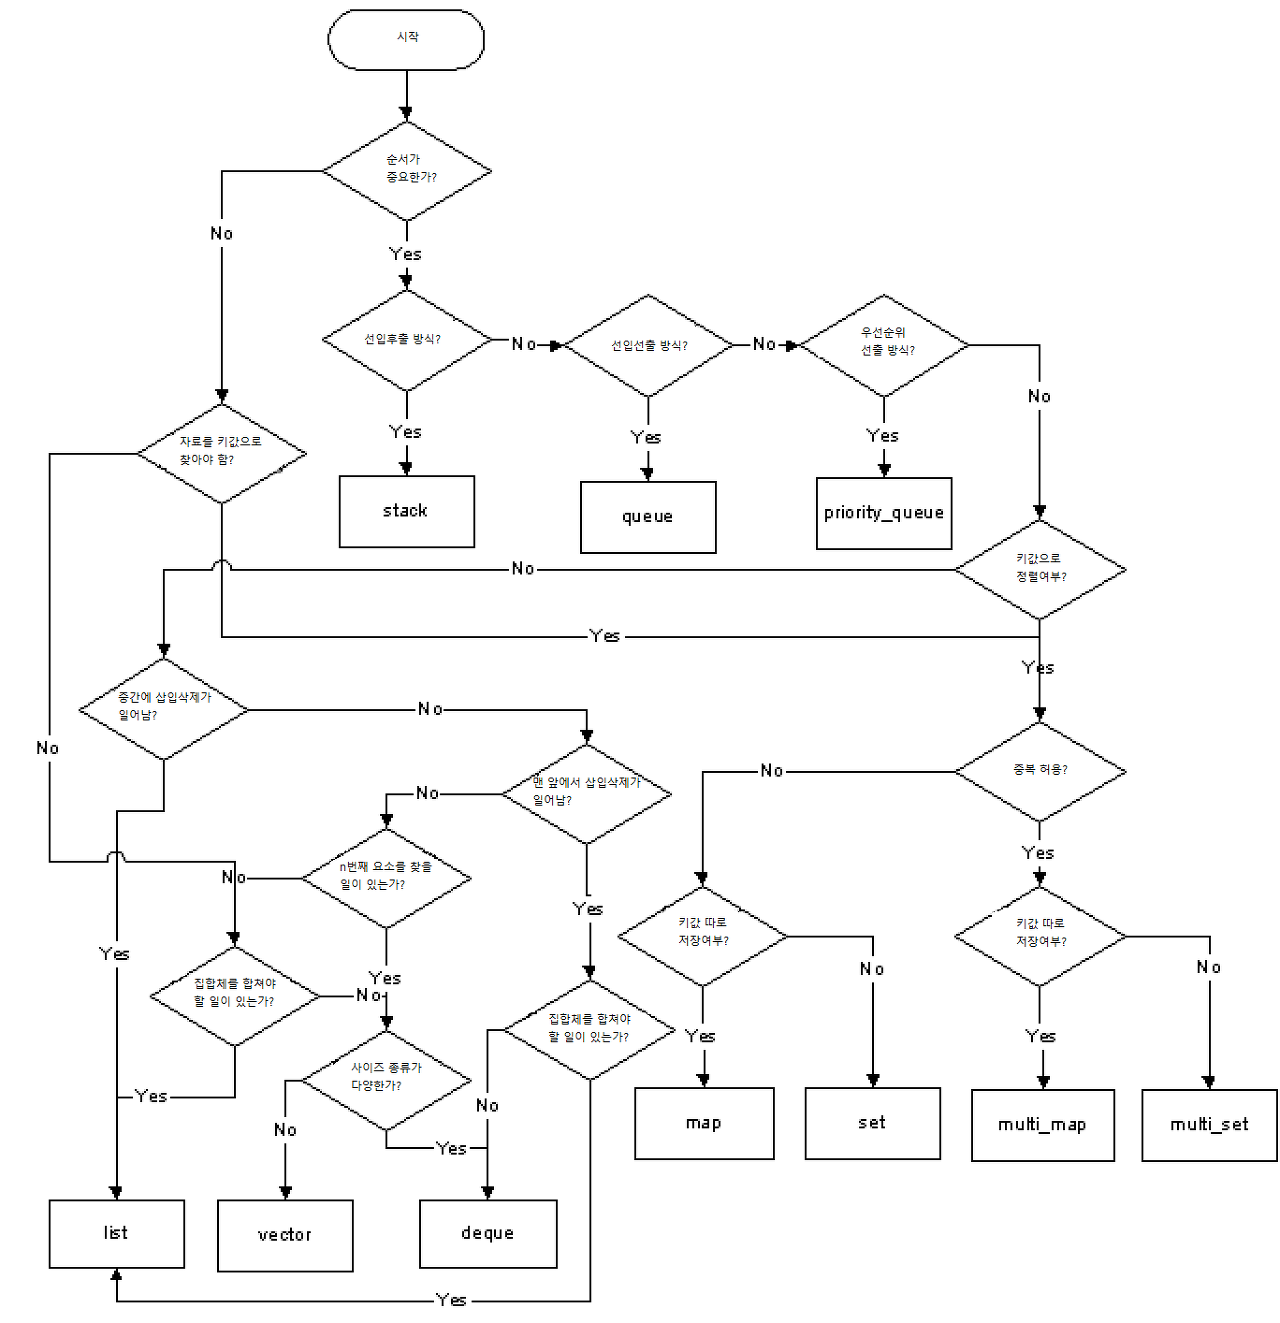 시작
순서가
중요한가?
No
Yes
선입후출 방식?
No
선입선출 방식?
No
우선순위
선출 방식?
No
Yes
Yes
Yes
자료를 키값으로
찾아야 함?
stack
queue
priority_queue
키값으로
정렬여부?
No
Yes
Yes
중간에 삽입삭제가
일어남?
No
No
맨 앞에서 삽입삭제가
일어남?
중복 허용?
No
No
Yes
n번째 요소를 찾을
일이 있는가?
No
Yes
키값 따로
저장여부?
키값 따로
저장여부?
No
No
Yes
Yes
집합체를 합쳐야
할 일이 있는가?
No
집합체를 합쳐야
할 일이 있는가?
Yes
Yes
사이즈 종류가
다양한가?
Yes
No
No
Yes
map
set
multi_map
multi_set
list
vector
deque
Yes